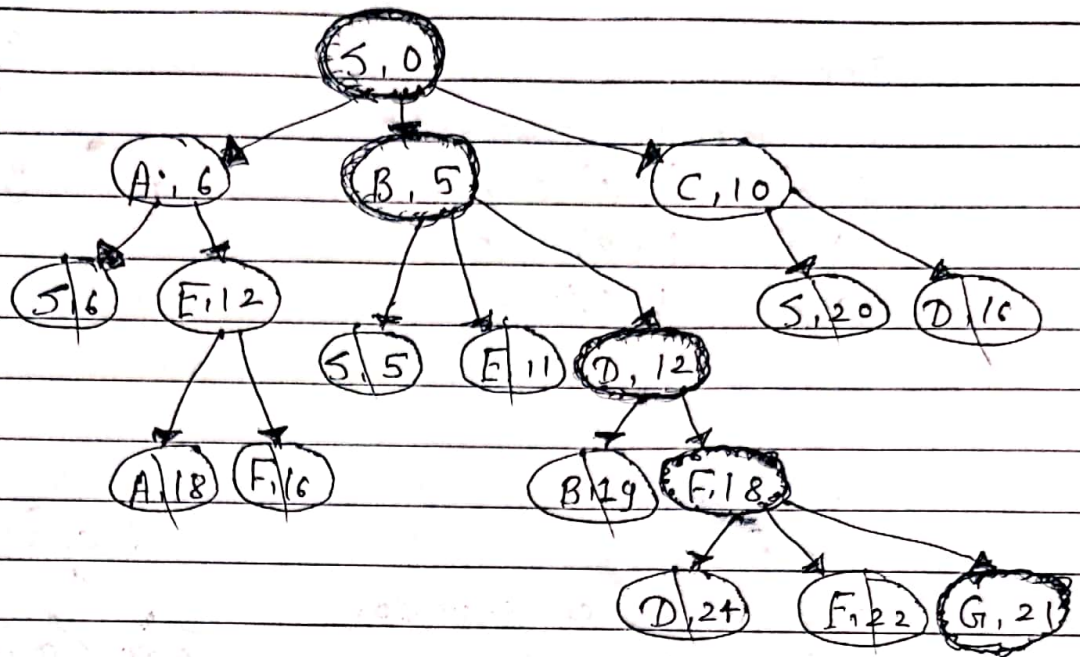 S, 0
A, 6 B, 5 C, 10
S, 6 E, 12 S, 20 D, 16
S, 5 E, 11 D, 12
A, 18 F, 16 B, 19 F, 18
D, 24 F, 22 G, 21